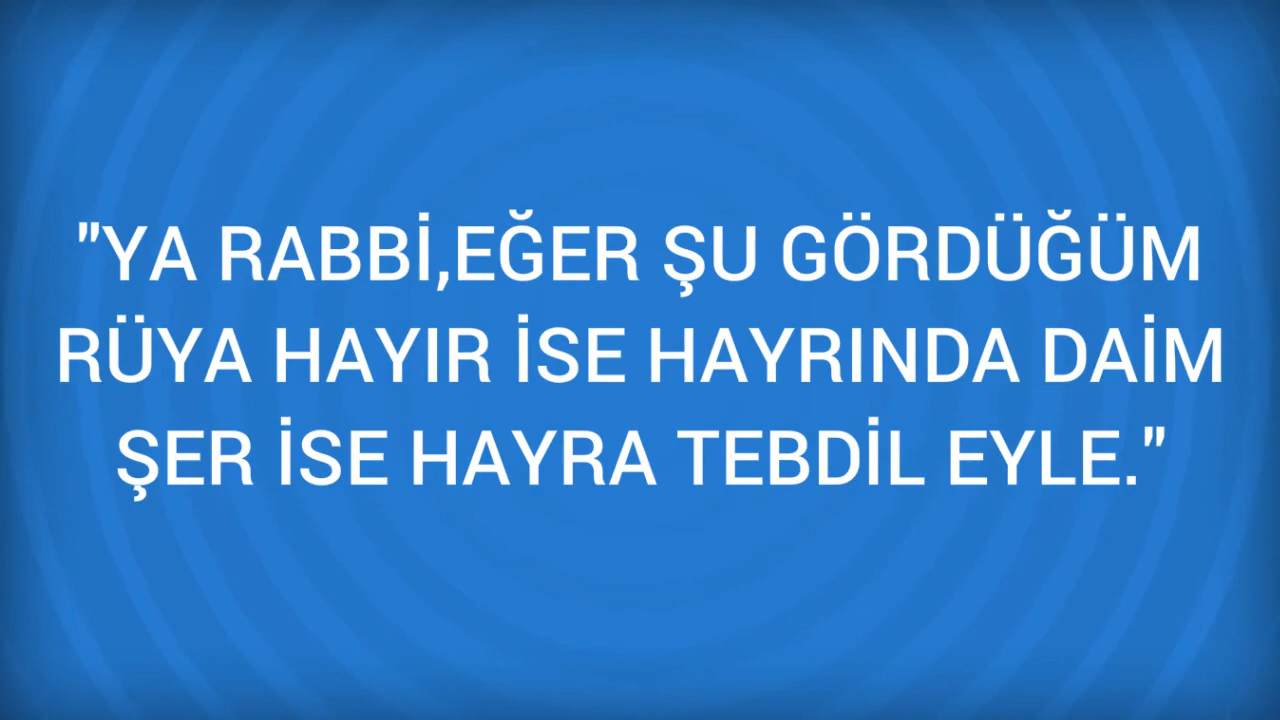 "YA RABBİ,EĞER ŞU GÖRDÜĞÜM
RÜYA HAYIR İSE HAYRINDA DAİM
ŞER İSE HAYRA TEBDİL EYLE."